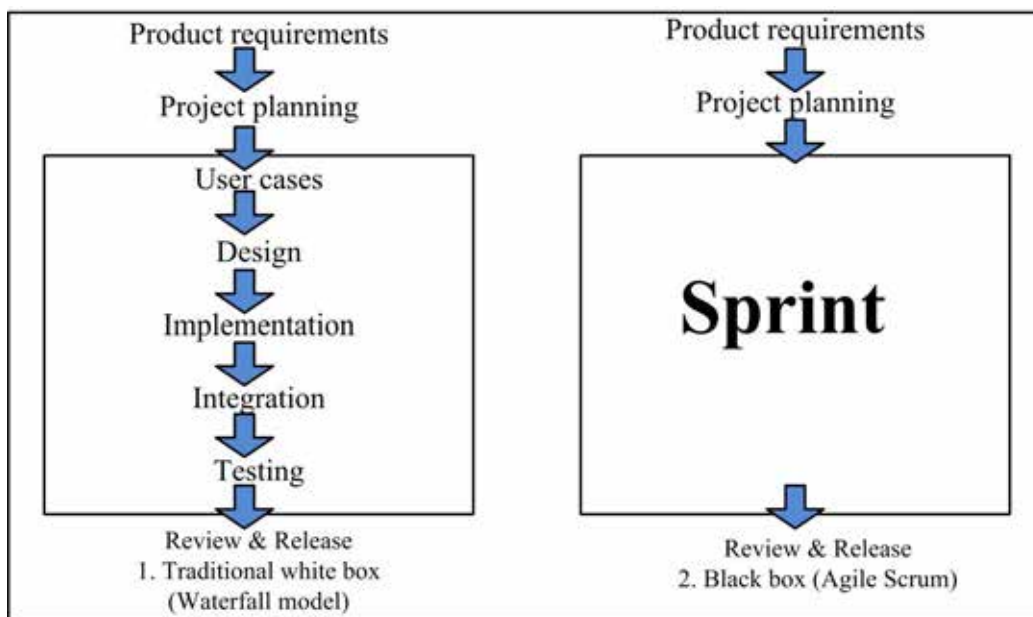 Product requirements
Project planning
User cases
Design
Implementation
Integration
Testing
Review & Release
1. Traditional white box
(Waterfall model)
Product requirements
Project planning
Sprint
Review & Release
2. Black box (Agile Scrum)